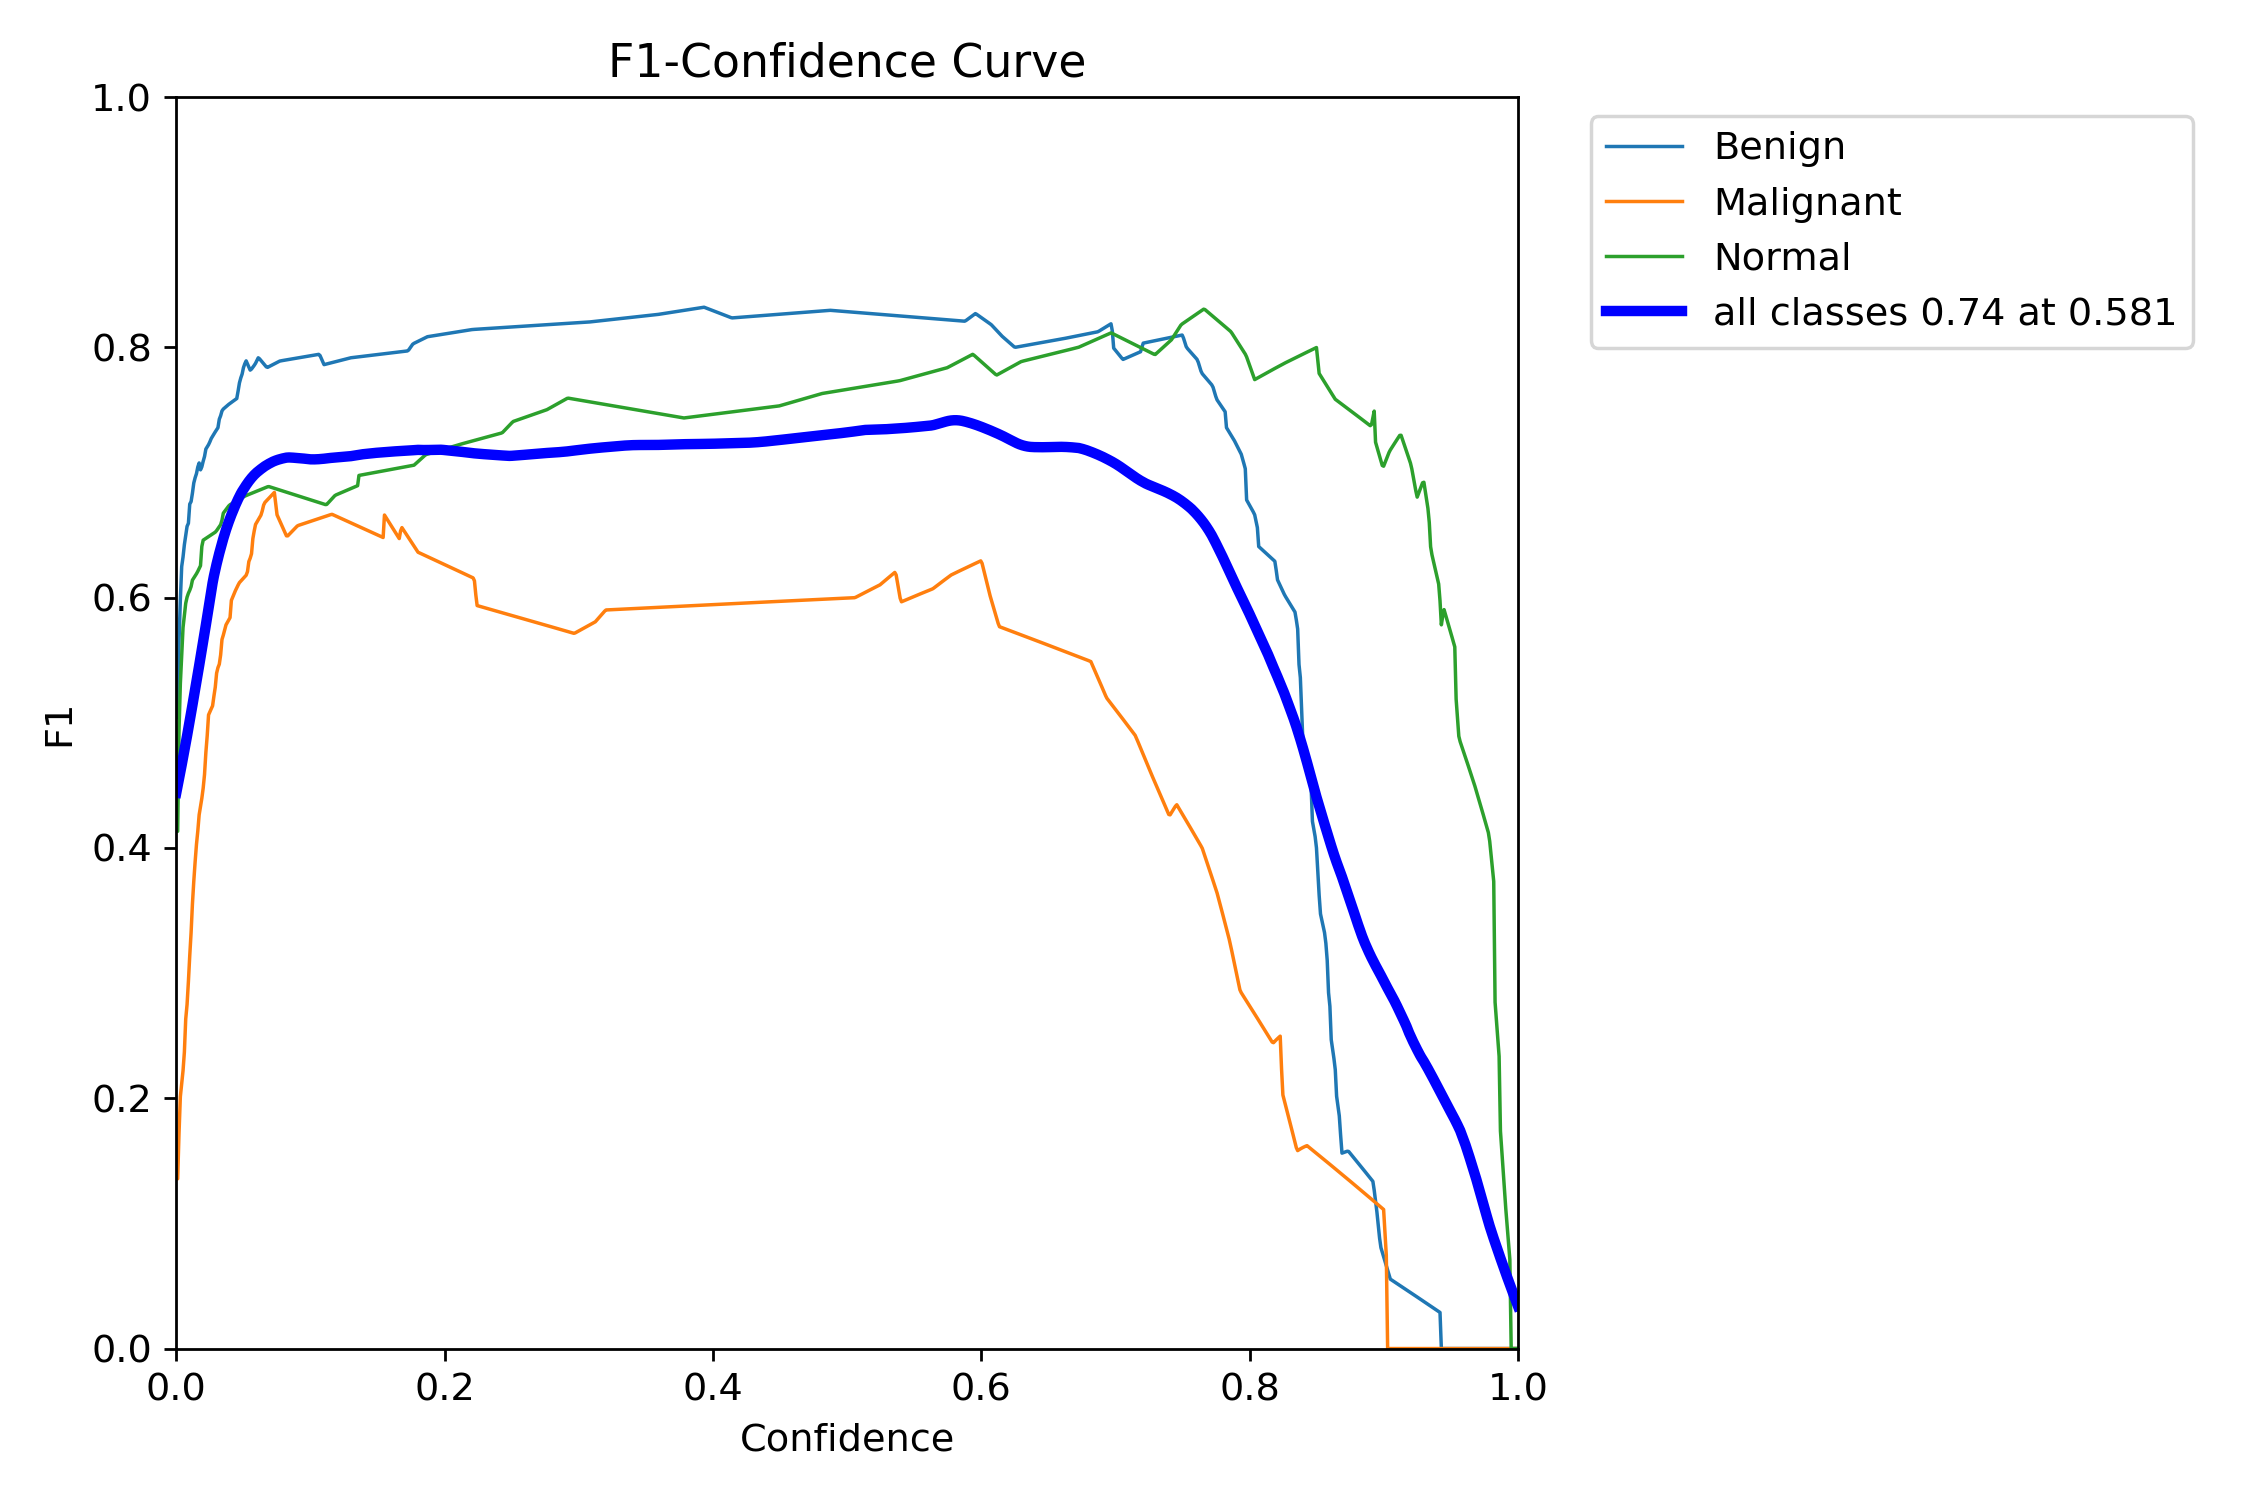 F1-Confidence Curve
1.0
0.8
0.6
0.4
0.2
0.0
F1
0.0 0.2 0.4 0.6 0.8 1.0
Confidence
Benign
Malignant
Normal
all classes 0.74 at 0.581